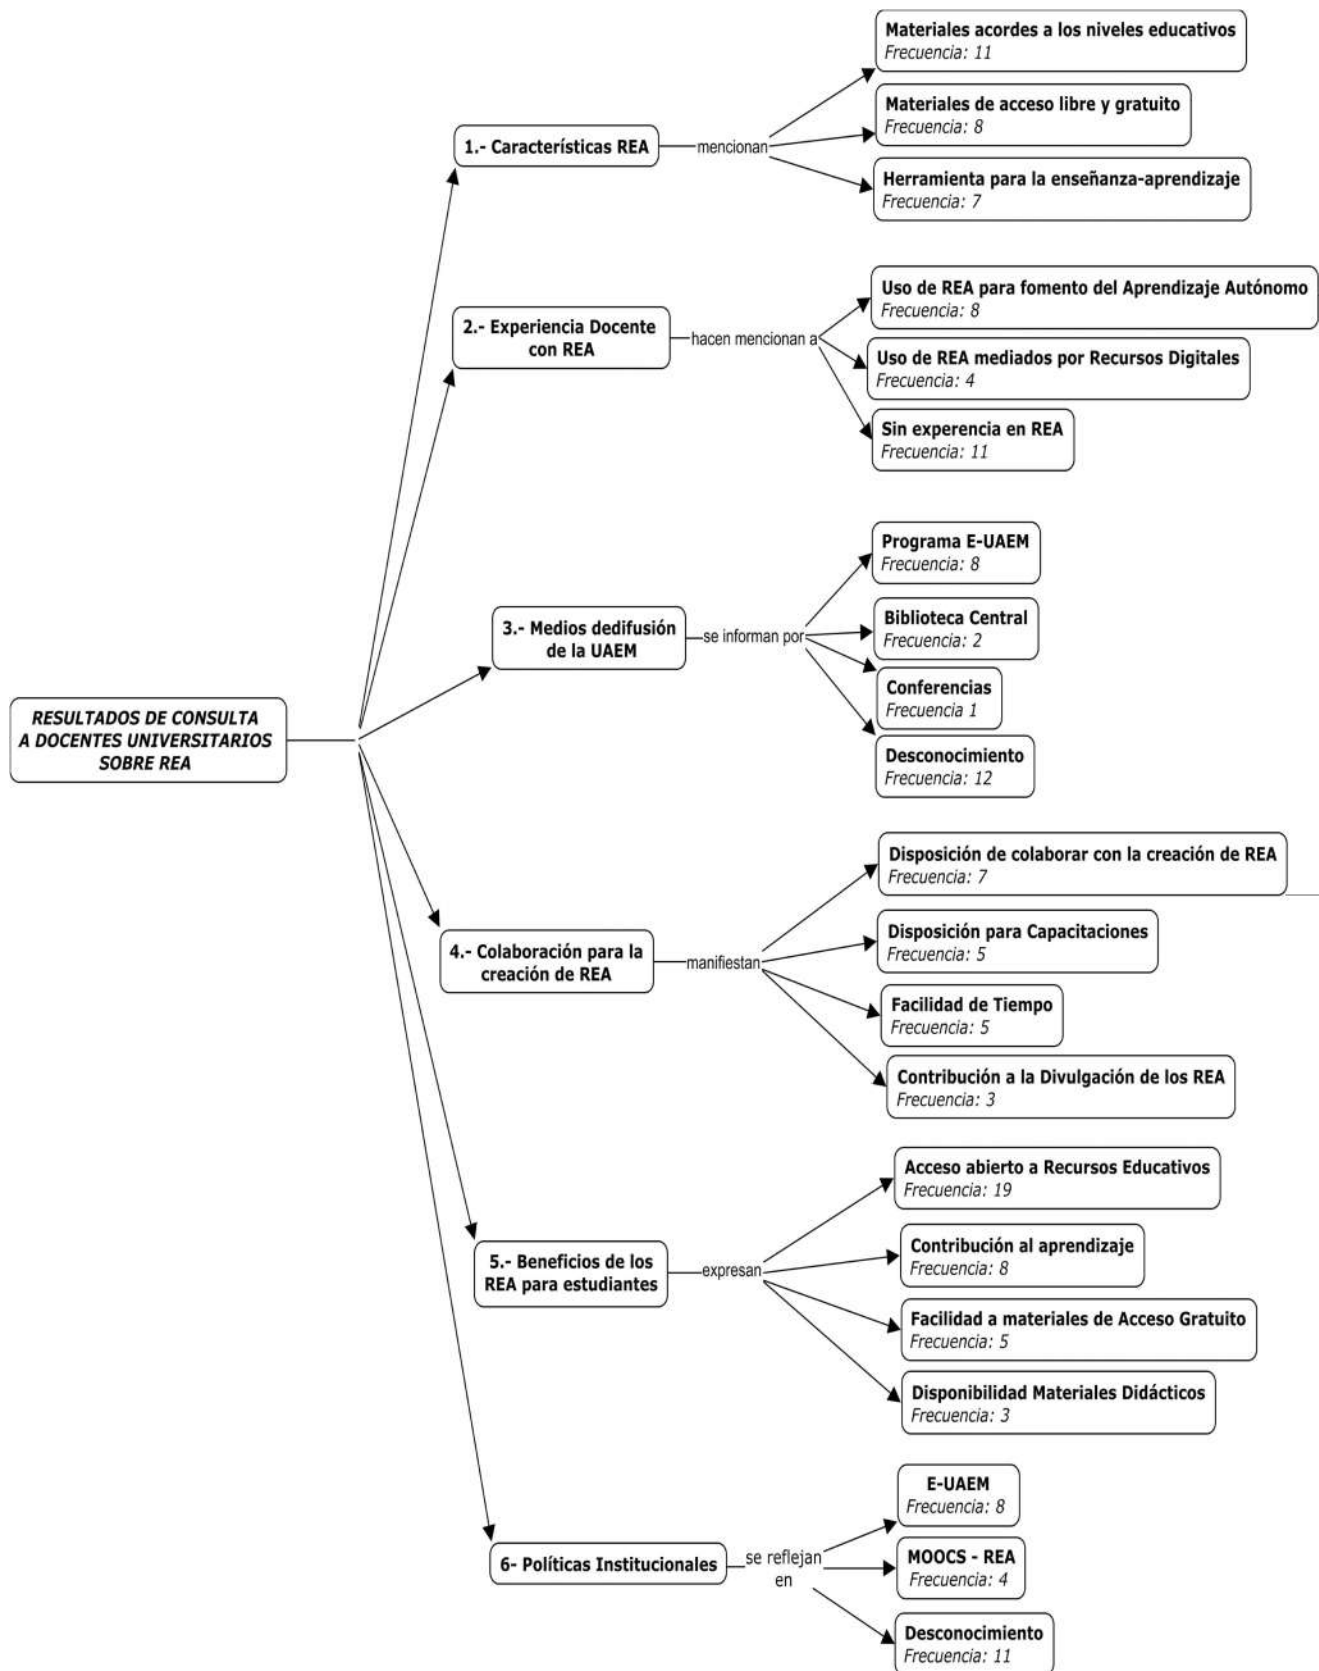 RESULTADOS DE CONSULTA
A DOCENTES UNIVERSITARIOS
SOBRE REA
1.- Características REA
mencionan
Materiales acordes a los niveles educativos
Frecuencia: 11
Materiales de acceso libre y gratuito
Frecuencia: 8
Herramienta para la enseñanza-aprendizaje
Frecuencia: 7
2.- Experiencia Docente
con REA
hacen mencionan a
Uso de REA para fomento del Aprendizaje Autónomo
Frecuencia: 8
Uso de REA mediados por Recursos Digitales
Frecuencia: 4
Sin experencia en REA
Frecuencia: 11
3.- Medios dedifusión
de la UAEM
se informan por
Programa E-UAEM
Frecuencia: 8
Biblioteca Central
Frecuencia: 2
Conferencias
Frecuencia 1
Desconocimiento
Frecuencia: 12
4.- Colaboración para la
creación de REA
manifiestan
Disposición de colaborar con la creación de REA
Frecuencia: 7
Disposición para Capacitaciones
Frecuencia: 5
Facilidad de Tiempo
Frecuencia: 5
Contribución a la Divulgación de los REA
Frecuencia: 3
5.- Beneficios de los
REA para estudiantes
expresan
Acceso abierto a Recursos Educativos
Frecuencia: 19
Contribución al aprendizaje
Frecuencia: 8
Facilidad a materiales de Acceso Gratuito
Frecuencia: 5
Disponibilidad Materiales Didácticos
Frecuencia: 3
6- Políticas Institucionales
se reflejan
en
E-UAEM
Frecuencia: 8
MOOCS - REA
Frecuencia: 4
Desconocimiento
Frecuencia: 11